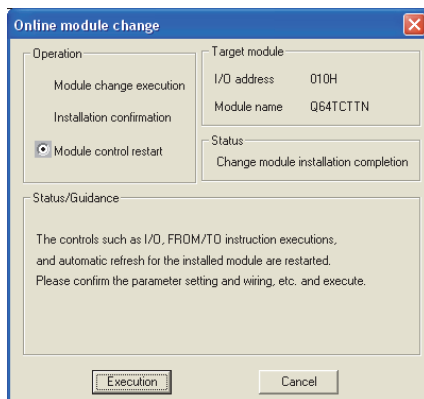 Online module change
Operation
Module change execution
Installation confirmation
Module control restart
Target module
I/O address 010H
Module name Q64TCTTN
Status
Change module installation completion
Status/Guidance
The controls such as I/O, FROM/TO instruction executions,
and automatic refresh for the installed module are restarted.
Please confirm the parameter setting and wiring, etc. and execute.
Execution Cancel